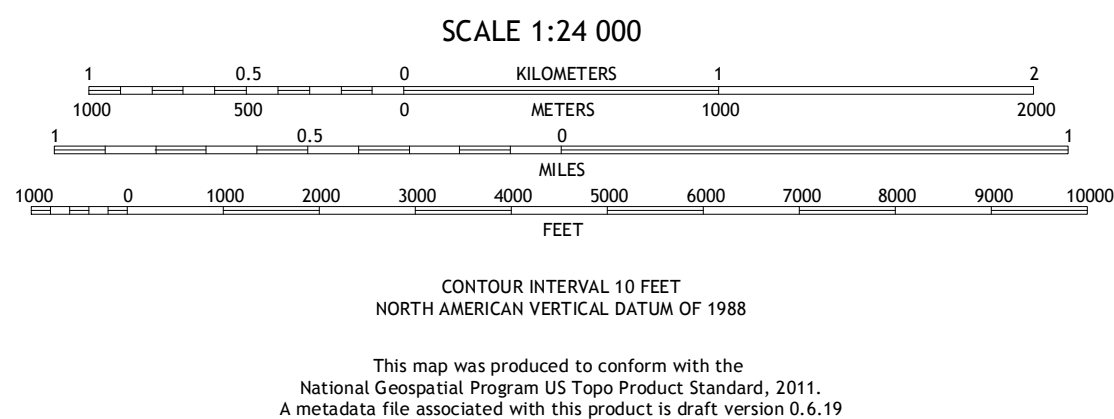 SCALE 1:24 000
1 0.5 0 KILOMETERS 1 2
1000 500 0 METERS 1000 2000
1 0.5 0 1
MILES
1000 0 1000 2000 3000 4000 5000 6000 7000 8000 9000 10000
FEET
CONTOUR INTERVAL 10 FEET
NORTH AMERICAN VERTICAL DATUM OF 1988
This map was produced to conform with the
National Geospatial Program US Topo Product Standard, 2011.
A metadata file associated with this product is draft version 0.6.19